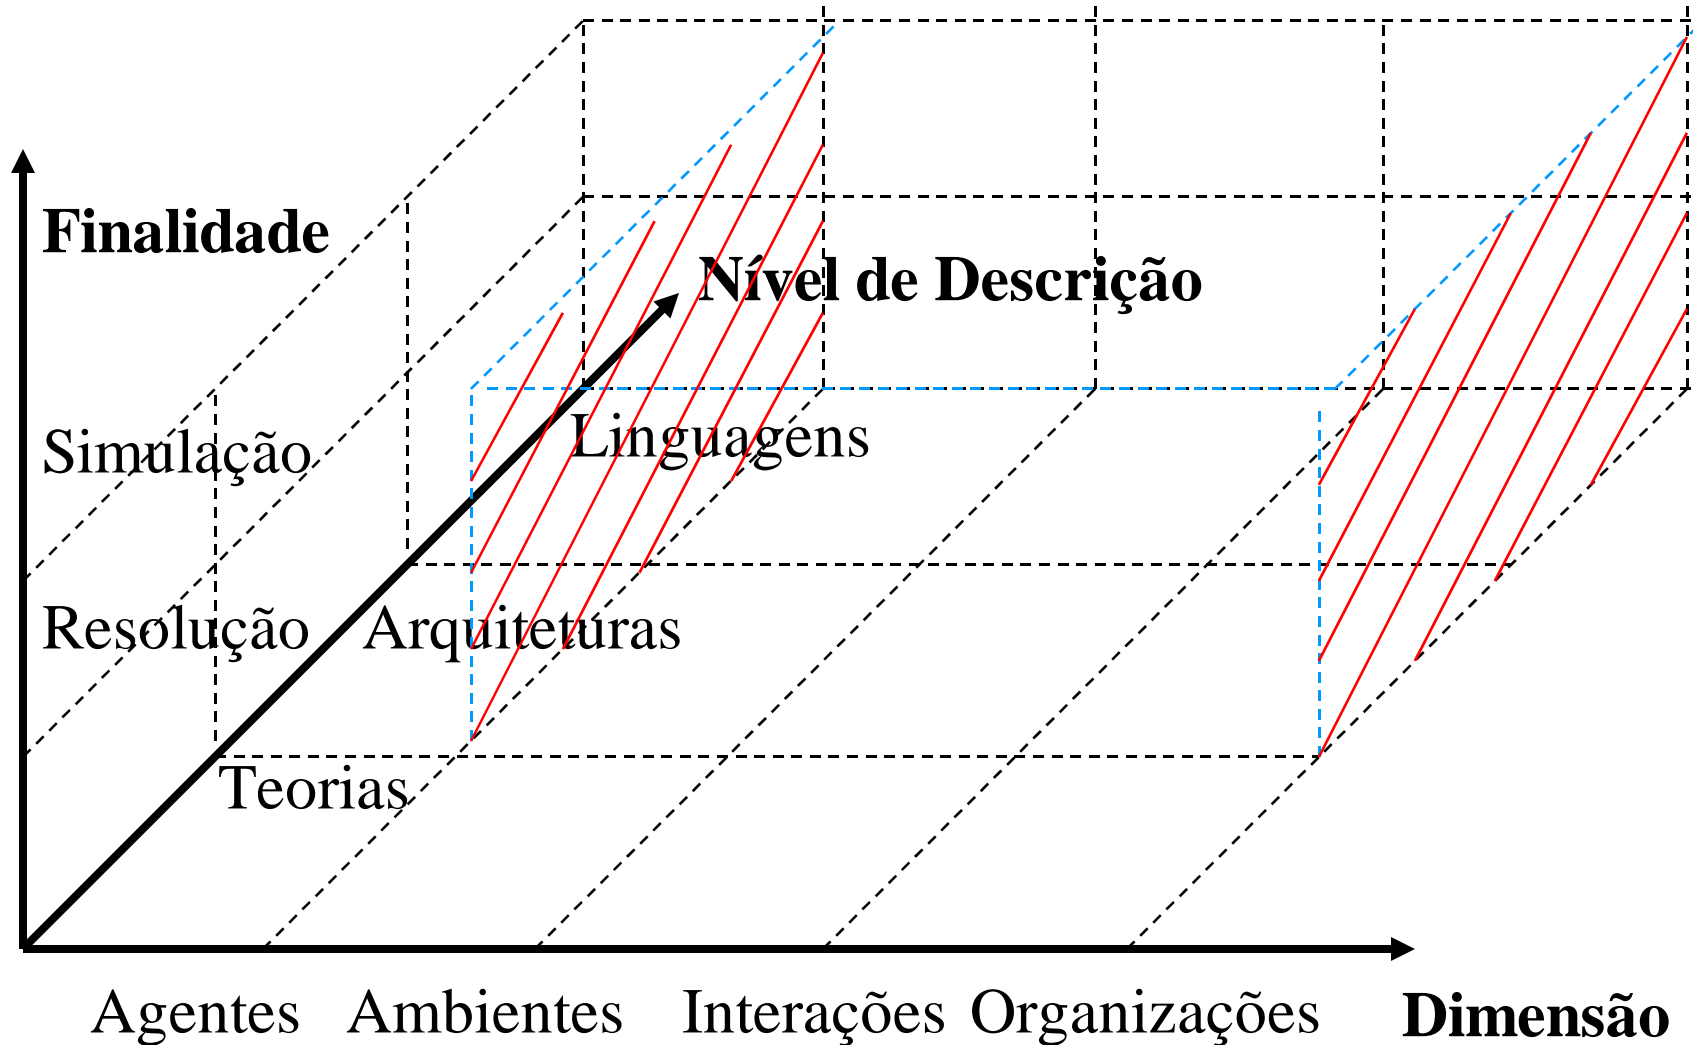 Finalidade
Nível de Descrição
Linguagens
Simulação
Resolução
Arquiteturas
Teorias
Agentes
Ambientes
Interações
Organizações
Dimensão